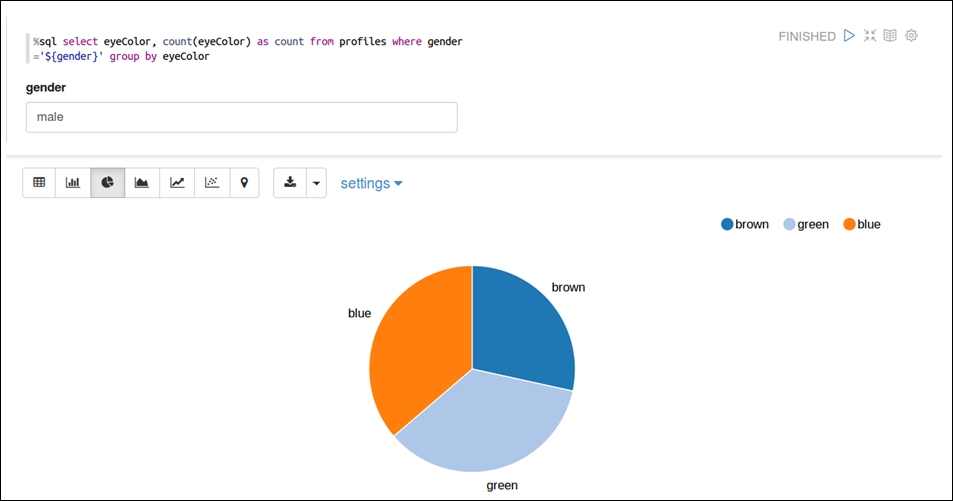 %sql select eyeColor, count(eyeColor) as count from profiles where gender
='${gender}' group by eyeColor
FINISHED
gender
male
settings
brown green blue
brown
blue
green